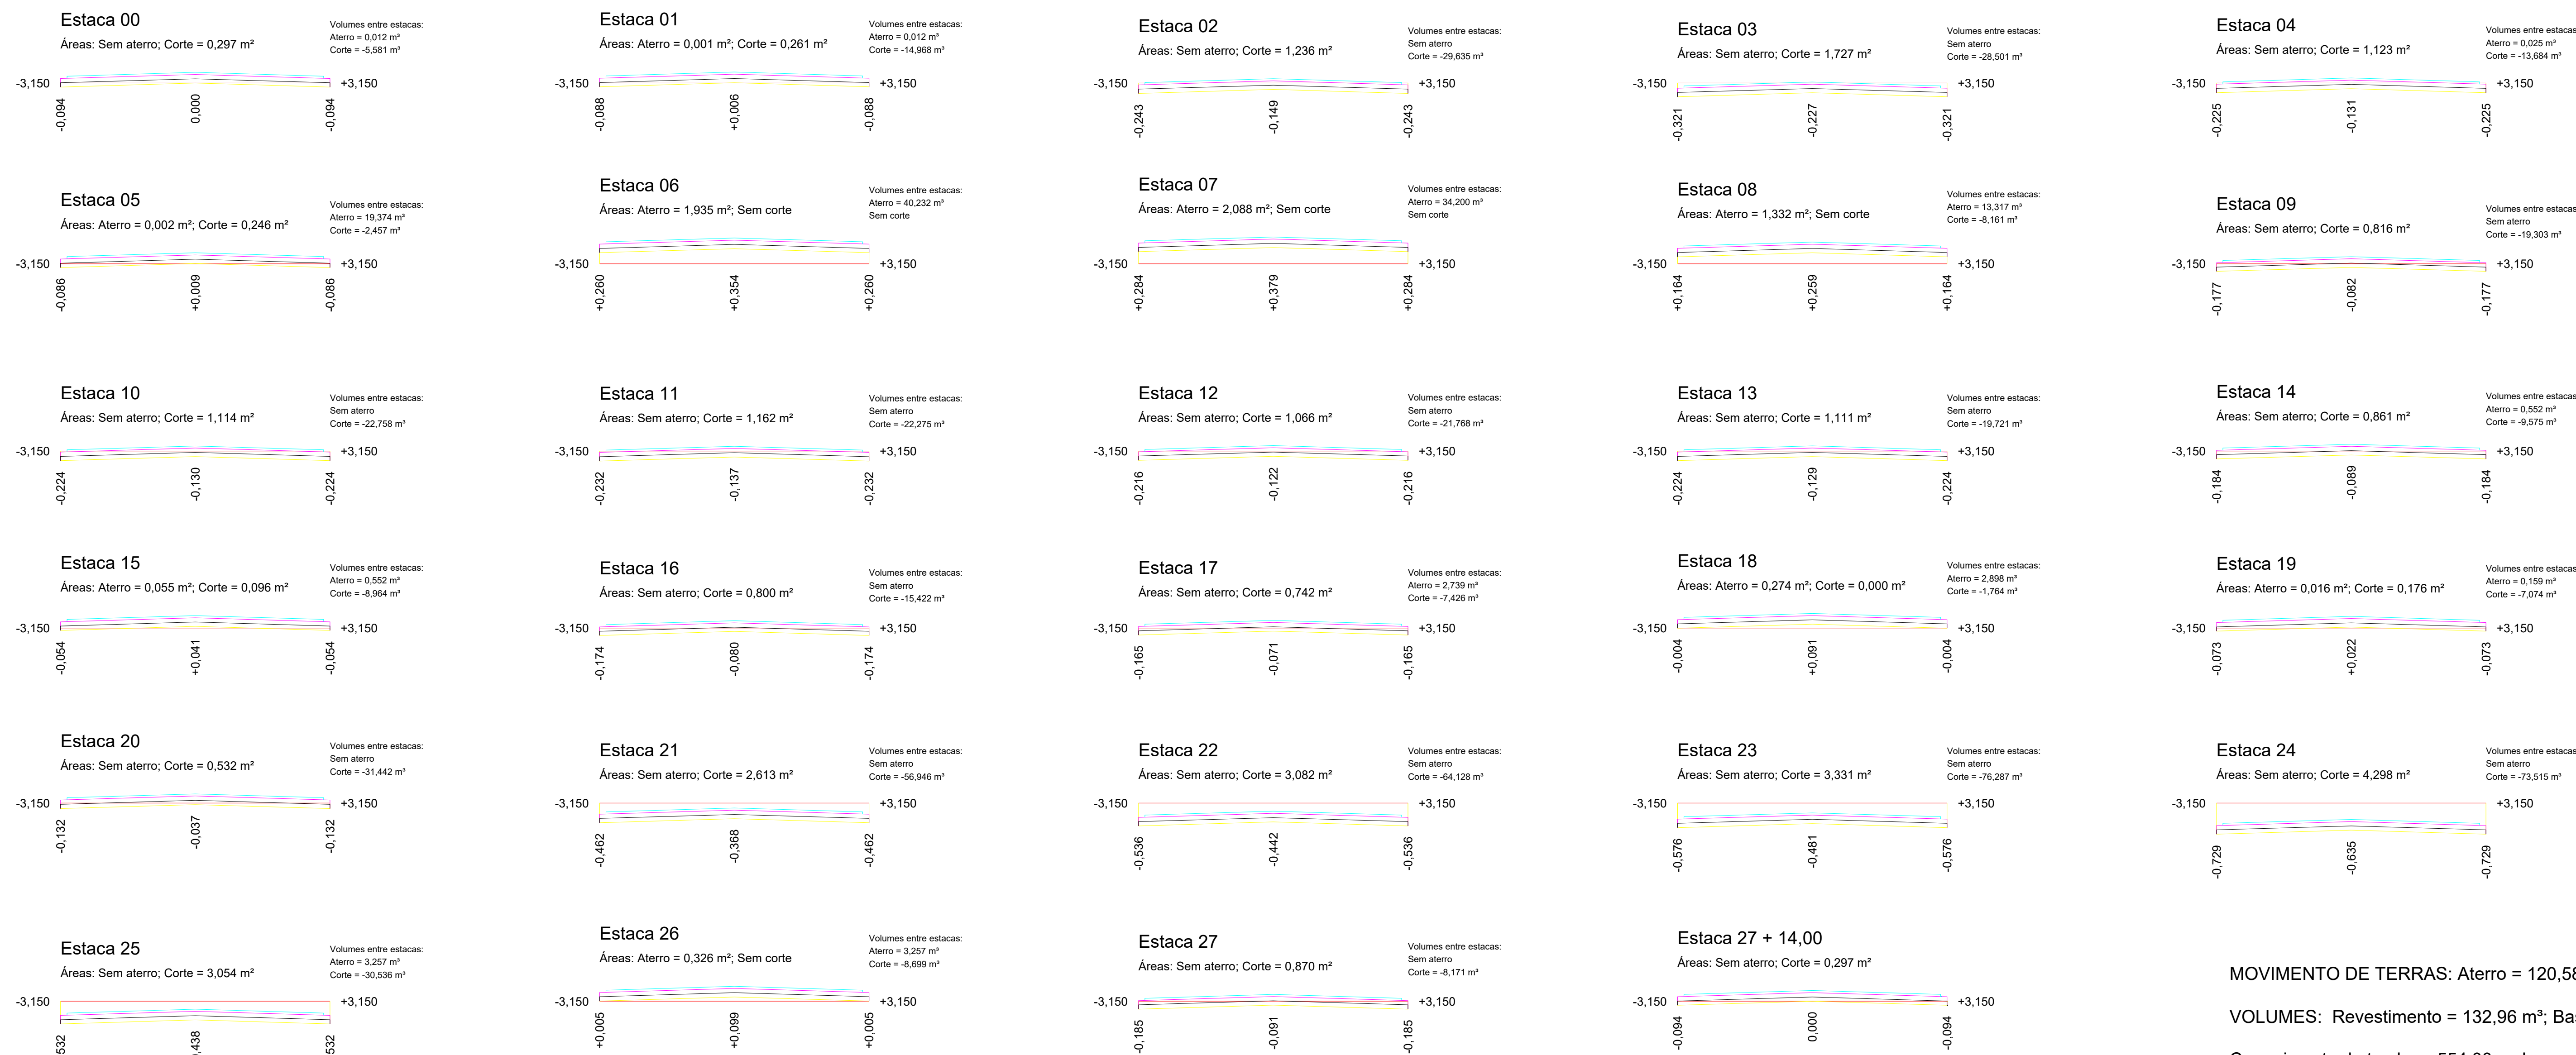 Estaca 00
Áreas: Sem aterro; Corte = 0,297 m²
Volumes entre estacas:
Aterro = 0,012 m³
Corte = -5,581 m³
-3,150
+3,150
-0,094
0,000
-0,094
Estaca 01
Áreas: Aterro = 0,001 m²; Corte = 0,261 m²
Volumes entre estacas:
Aterro = 0,012 m³
Corte = -14,968 m³
-3,150
+3,150
-0,088
+0,006
-0,088
Estaca 02
Áreas: Sem aterro; Corte = 1,236 m²
Volumes entre estacas:
Sem aterro
Corte = -29,635 m³
-3,150
+3,150
-0,243
-0,149
-0,243
Estaca 03
Áreas: Sem aterro; Corte = 1,727 m²
Volumes entre estacas:
Sem aterro
Corte = -28,501 m³
-3,150
+3,150
-0,321
-0,227
-0,321
Estaca 04
Áreas: Sem aterro; Corte = 1,123 m²
Volumes entre estacas
Aterro = 0,025 m³
Corte = -13,684 m³
-3,150
+3,150
-0,225
-0,131
-0,225
Estaca 05
Áreas: Aterro = 0,002 m²; Corte = 0,246 m²
Volumes entre estacas:
Aterro = 19,374 m³
Corte = -2,457 m³
-3,150
+3,150
-0,086
+0,009
-0,086
Estaca 06
Áreas: Aterro = 1,935 m²; Sem corte
Volumes entre estacas:
Aterro = 40,232 m³
Sem corte
-3,150
+3,150
+0,260
+0,354
+0,260
Estaca 07
Áreas: Aterro = 2,088 m²; Sem corte
Volumes entre estacas:
Aterro = 34,200 m³
Sem corte
-3,150
+3,150
+0,284
+0,379
+0,284
Estaca 08
Áreas: Aterro = 1,332 m²; Sem corte
Volumes entre estacas:
Aterro = 13,317 m³
Corte = -8,161 m³
-3,150
+3,150
+0,164
+0,259
+0,164
Estaca 09
Áreas: Sem aterro; Corte = 0,816 m²
Volumes entre estacas
Sem aterro
Corte = -19,303 m³
-3,150
+3,150
-0,177
-0,082
-0,177
Estaca 10
Áreas: Sem aterro; Corte = 1,114 m²
Volumes entre estacas:
Sem aterro
Corte = -22,758 m³
-3,150
+3,150
-0,224
-0,130
-0,224
Estaca 11
Áreas: Sem aterro; Corte = 1,162 m²
Volumes entre estacas:
Sem aterro
Corte = -22,275 m³
-3,150
+3,150
-0,232
-0,137
-0,232
Estaca 12
Áreas: Sem aterro; Corte = 1,066 m²
Volumes entre estacas:
Sem aterro
Corte = -21,768 m³
-3,150
+3,150
-0,216
-0,122
-0,216
Estaca 13
Áreas: Sem aterro; Corte = 1,111 m²
Volumes entre estacas:
Sem aterro
Corte = -19,721 m³
-3,150
+3,150
-0,224
-0,129
-0,224
Estaca 14
Áreas: Sem aterro; Corte = 0,861 m²
Volumes entre estacas
Aterro = 0,552 m³
Corte = -9,575 m³
-3,150
+3,150
-0,184
-0,089
-0,184
Estaca 15
Áreas: Aterro = 0,055 m²; Corte = 0,096 m²
Volumes entre estacas:
Aterro = 0,552 m³
Corte = -8,964 m³
-3,150
+3,150
-0,054
+0,041
-0,054
Estaca 16
Áreas: Sem aterro; Corte = 0,800 m²
Volumes entre estacas:
Sem aterro
Corte = -15,422 m³
-3,150
+3,150
-0,174
-0,080
-0,174
Estaca 17
Áreas: Sem aterro; Corte = 0,742 m²
Volumes entre estacas:
Aterro = 2,739 m³
Corte = -7,426 m³
-3,150
+3,150
-0,165
-0,071
-0,165
Estaca 18
Áreas: Aterro = 0,274 m²; Corte = 0,000 m²
Volumes entre estacas:
Aterro = 2,898 m³
Corte = -1,764 m³
-3,150
+3,150
-0,004
+0,091
-0,004
Estaca 19
Áreas: Aterro = 0,016 m²; Corte = 0,176 m²
Volumes entre estacas
Aterro = 0,159 m³
Corte = -7,074 m³
-3,150
+3,150
-0,073
+0,022
-0,073
Estaca 20
Áreas: Sem aterro; Corte = 0,532 m²
Volumes entre estacas:
Sem aterro
Corte = -31,442 m³
-3,150
+3,150
-0,132
-0,037
-0,132
Estaca 21
Áreas: Sem aterro; Corte = 2,613 m²
Volumes entre estacas:
Sem aterro
Corte = -56,946 m³
-3,150
+3,150
-0,462
-0,368
-0,462
Estaca 22
Áreas: Sem aterro; Corte = 3,082 m²
Volumes entre estacas:
Sem aterro
Corte = -64,128 m³
-3,150
+3,150
-0,536
-0,442
-0,536
Estaca 23
Áreas: Sem aterro; Corte = 3,331 m²
Volumes entre estacas:
Sem aterro
Corte = -76,287 m³
-3,150
+3,150
-0,576
-0,481
-0,576
Estaca 24
Áreas: Sem aterro; Corte = 4,298 m²
Volumes entre estacas
Sem aterro
Corte = -73,515 m³
-3,150
+3,150
-0,729
-0,635
-0,729
Estaca 25
Áreas: Sem aterro; Corte = 3,054 m²
Volumes entre estacas:
Aterro = 3,257 m³
Corte = -30,536 m³
-3,150
+3,150
532
,438
532
Estaca 26
Áreas: Aterro = 0,326 m²; Sem corte
Volumes entre estacas:
Aterro = 3,257 m³
Corte = -8,699 m³
-3,150
+3,150
+0,005
+0,099
+0,005
Estaca 27
Áreas: Sem aterro; Corte = 0,870 m²
Volumes entre estacas:
Sem aterro
Corte = -8,171 m³
-3,150
+3,150
-0,185
-0,091
-0,185
Estaca 27 + 14,00
Áreas: Sem aterro; Corte = 0,297 m²
-3,150
+3,150
-0,094
0,000
-0,094
MOVIMENTO DE TERRAS: Aterro = 120,58
VOLUMES: Revestimento = 132,96 m³; Ba